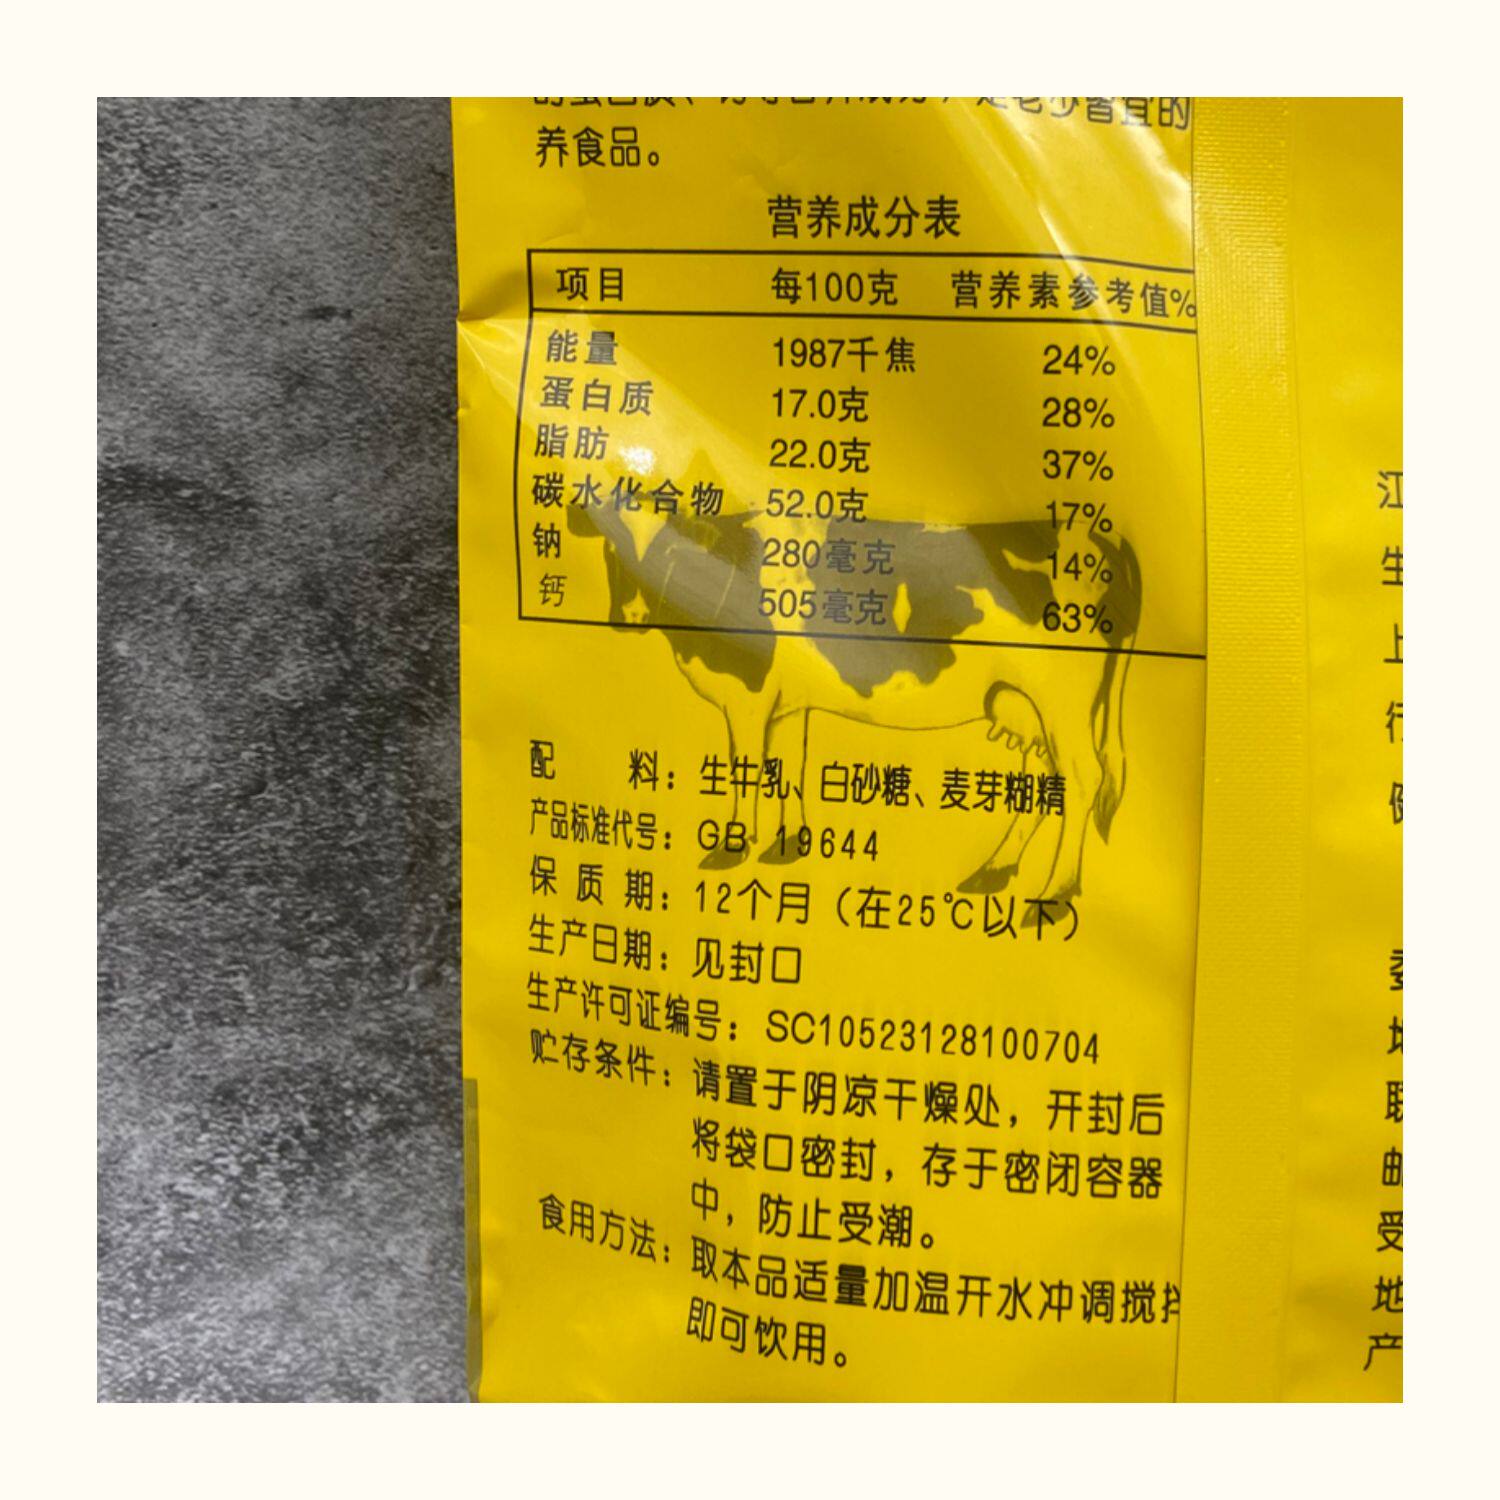 养食品。
营养成分表
项目 每100克 营养素参考值%
能量 1987千焦 24%
蛋白质 17.0克 28%
脂肪 22.0克 37%
碳水化合物 52.0克 17%
钠 280毫克 14%
钙 505毫克 63%
配 料：生牛乳、白砂糖、麦芽糊精
产品标准代号：GB 19644
保质期：12个月（在25℃以下）
生产日期：见封口
生产许可证编号：SC10523128100704
贮存条件：请置于阴凉干燥处，开封后
将袋口密封，存于密闭容器
中，防止受潮。
食用方法：取本品适量加温开水冲调搅拌
即可饮用。
江
生
上
地
受
地
产